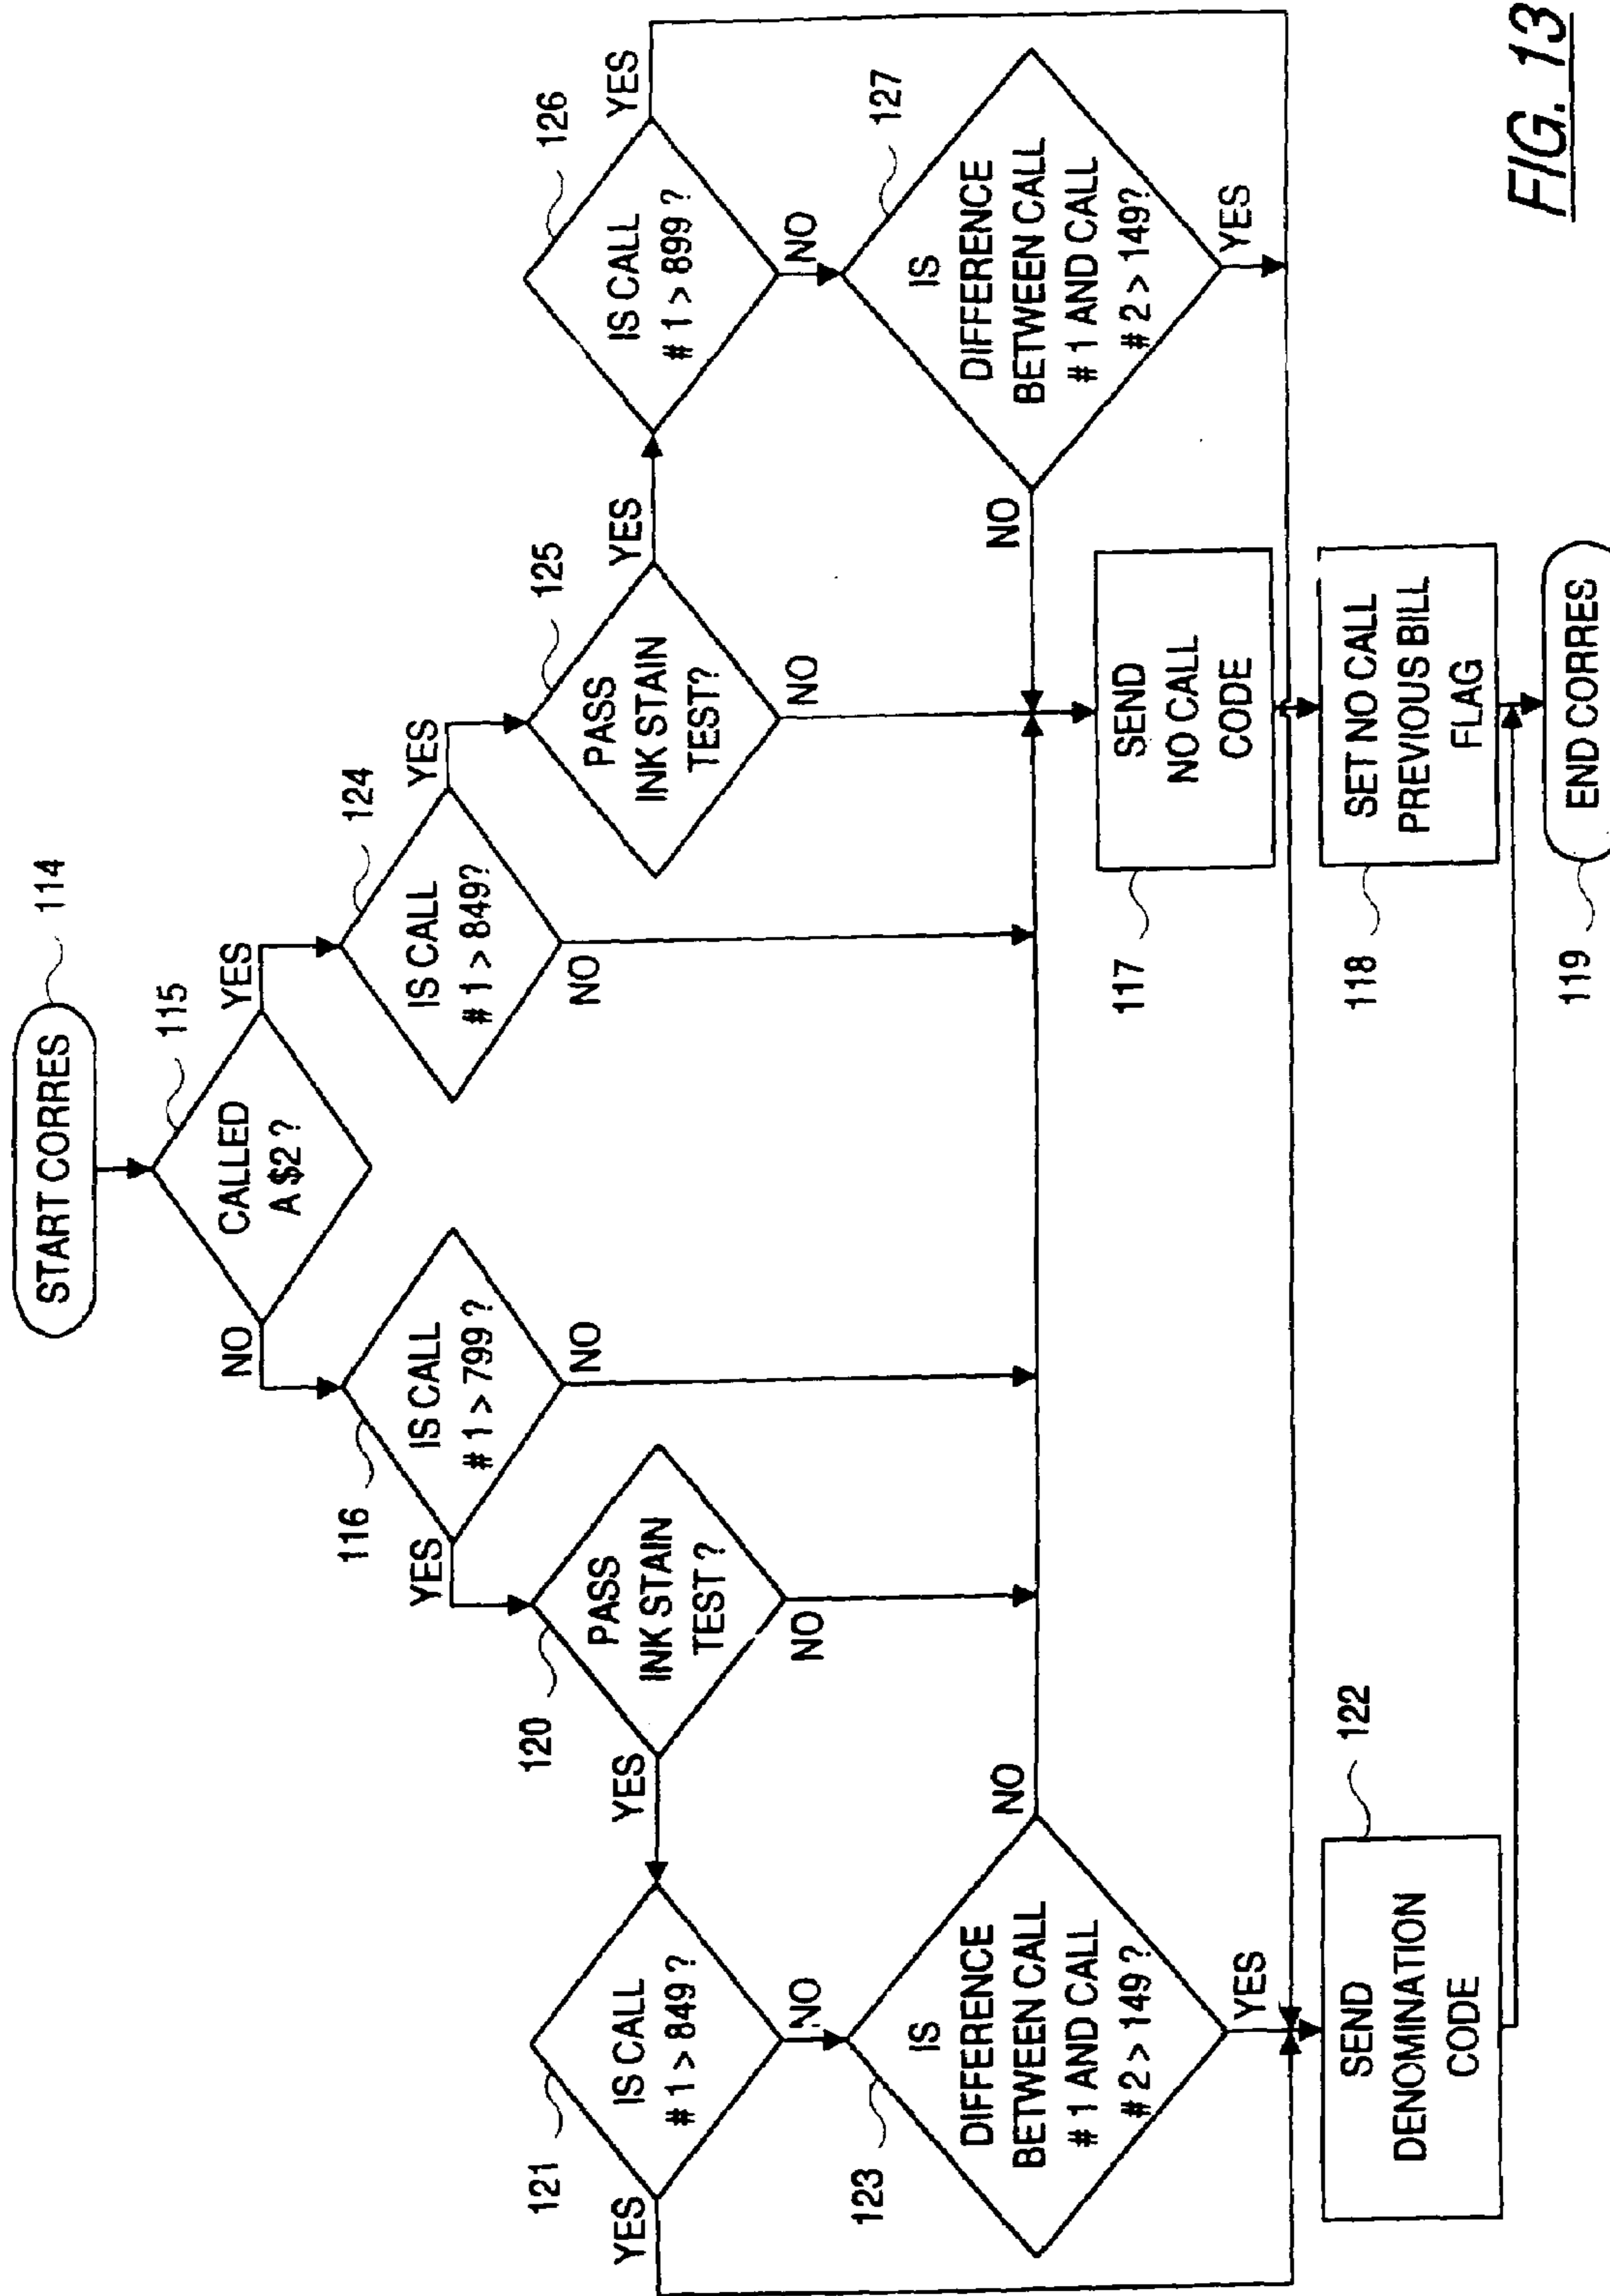 START CORRES
114
CALLED
A $2?
115
NO
YES
IS CALL
# 1 > 799 ?
116
YES
NO
IS CALL
# 1 > 849?
124
YES
NO
PASS
INK STAIN
TEST?
120
YES
NO
PASS
INK STAIN
TEST?
125
YES
NO
IS CALL
# 1 > 849 ?
121
YES
NO
IS CALL
# 1 > 899 ?
126
YES
NO
IS
DIFFERENCE
BETWEEN CALL
# 1 AND CALL
# 2 > 149 ?
123
NO
YES
IS
DIFFERENCE
BETWEEN CALL
# 1 AND CALL
# 2 > 149?
127
NO
YES
SEND
NO CALL
CODE
117
SEND
DENOMINATION
CODE
122
SET NO CALL
PREVIOUS BILL
FLAG
118
END CORRES
119
FIG. 13